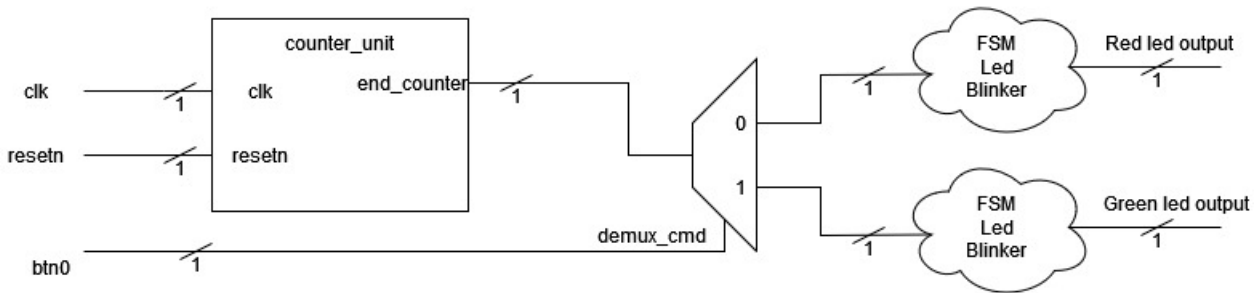 counter_unit
clk
1
clk
end_counter
1
resetn
1
resetn
btn0
1
demux_cmd
0
1
1
FSM
Led
Blinker
Red led output
1
1
FSM
Led
Blinker
Green led output
1